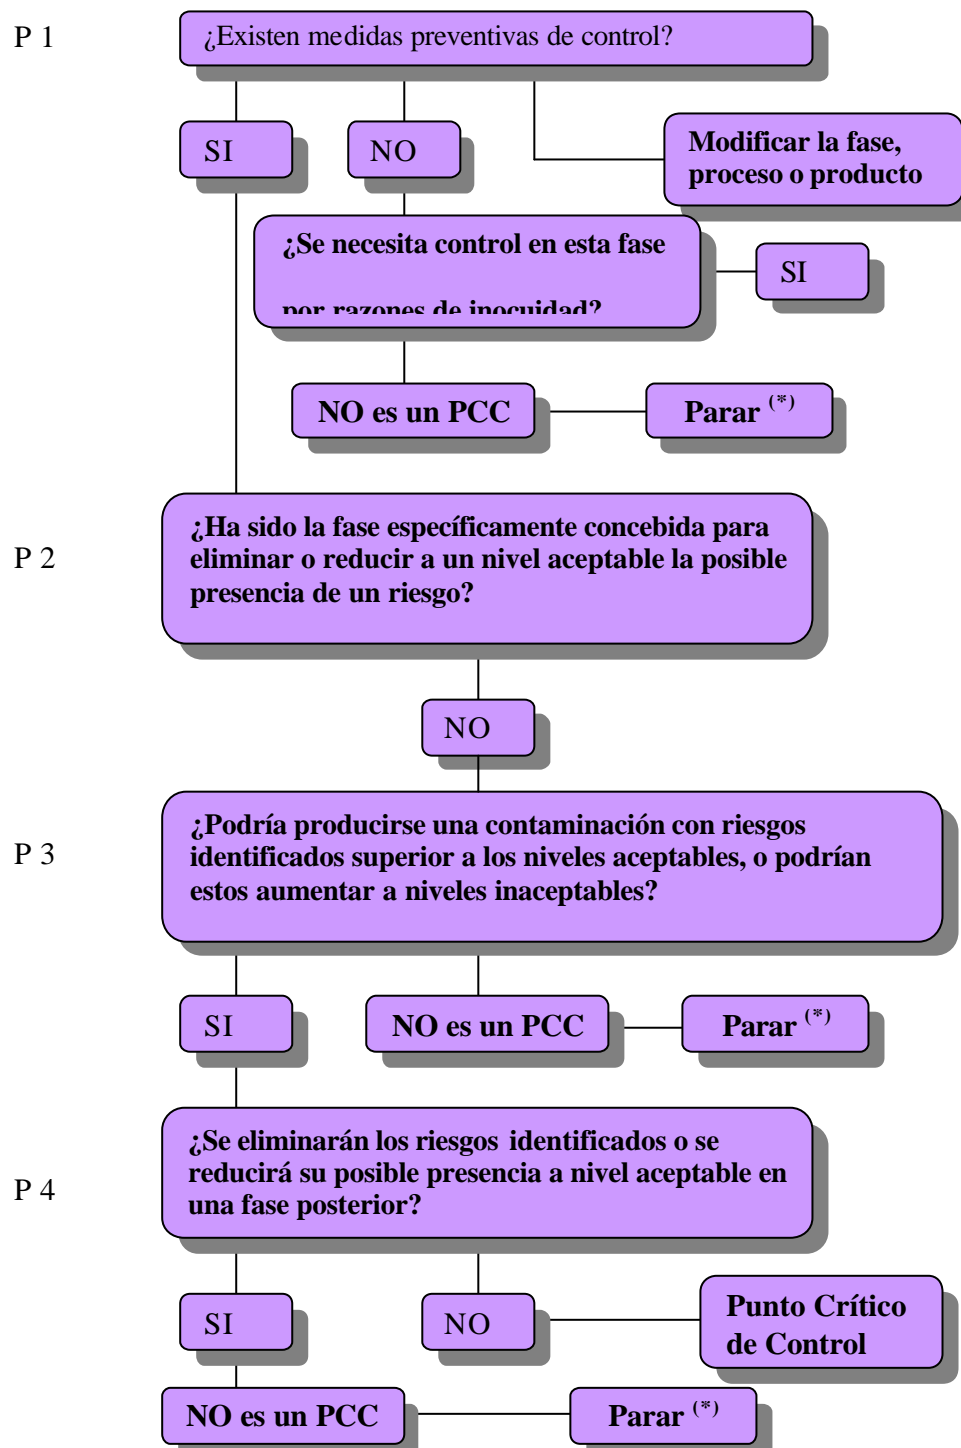 P 1
¿Existen medidas preventivas de control?
SI
NO
Modificar la fase,
proceso o producto
¿Se necesita control en esta fase
por razones de inocuidad?
SI
NO es un PCC
Parar (*)
P 2
¿Ha sido la fase específicamente concebida para
eliminar o reducir a un nivel aceptable la posible
presencia de un riesgo?
NO
P 3
¿Podría producirse una contaminación con riesgos
identificados superior a los niveles aceptables, o podrían
estos aumentar a niveles inaceptables?
SI
NO es un PCC
Parar (*)
P 4
¿Se eliminarán los riesgos identificados o se
reducirá su posible presencia a nivel aceptable en
una fase posterior?
SI
NO
Punto Crítico
de Control
NO es un PCC
Parar (*)